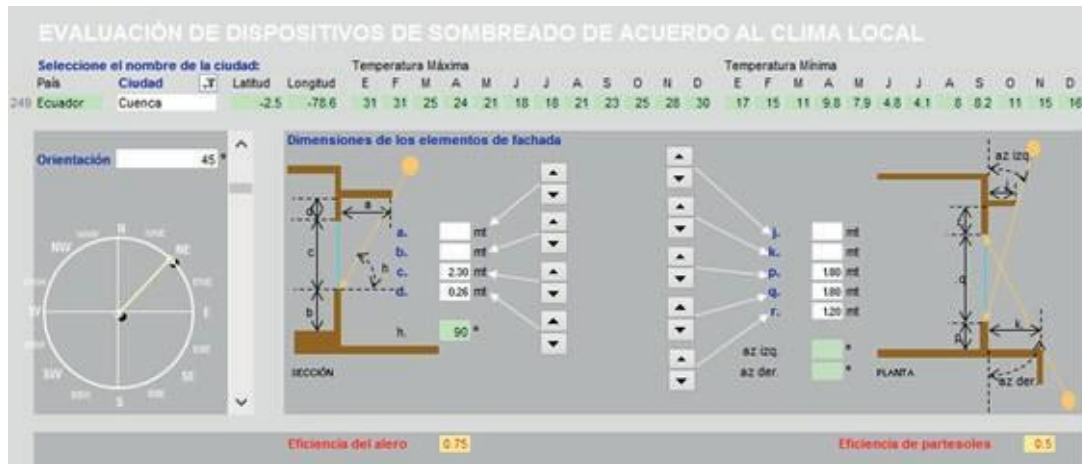 EVALUACIÓN DE DISPOSITIVOS DE SOMBREADO DE ACUERDO AL CLIMA LOCAL
Seleccione el nombre de la ciudad: Temperatura Máxima Temperatura Mínima
País Ciudad Latitud Longitud E F M A M J J A S O N D E F M A M J J A S O N D
249 Ecuador Cuenca -2.5 -78.6 31 31 25 24 21 18 18 21 23 25 28 30 17 15 11 9.8 7.9 4.8 4.1 8 8.2 11 15 16
Dimensiones de los elementos de fachada
Orientación 45 °
N
NE
E
SE
S
SW
NW
a
c
b
h
SECCIÓN
a. mt
b. mt
c. 2.30 mt
d. 0.26 mt
h. 90 °
j. mt
k. mt
p. 1.80 mt
q. 1.80 mt
r. 1.20 mt
az izq °
az der. °
az izq
q
k
az der.
PLANTA
Eficiencia del alero 0.75
Eficiencia de partesoles 0.5